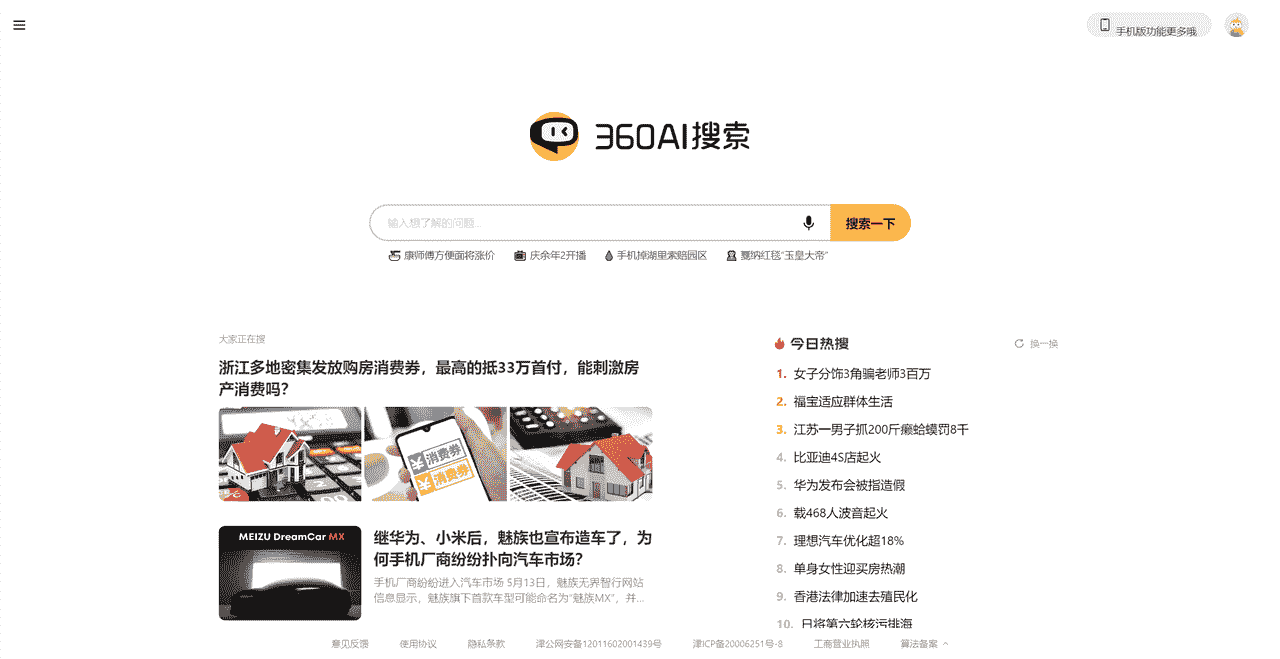 手机版功能更多哦
360AI搜索
输入想了解的问题...
搜索一下
康师傅方便面将涨价
庆余年2开播
手机掉湖里索赔园区
戛纳红毯"玉皇大帝"
大家正在搜
浙江多地密集发放购房消费券，最高的抵33万首付，能刺激房
产消费吗?
消费券
消费券
MEIZU DreamCar MX
继华为、小米后，魅族也宣布造车了，为
何手机厂商纷纷扑向汽车市场?
手机厂商纷纷进入汽车市场 5月13日，魅族无界智行网站
信息显示，魅族旗下首款车型可能命名为"魅族MX"，并...
今日热搜
换一换
1. 女子分饰3角骗老师3百万
2. 福宝适应群体生活
3. 江苏一男子抓200斤癞蛤蟆罚8千
4. 比亚迪4S店起火
5. 华为发布会被指造假
6. 载468人波音起火
7. 理想汽车优化超18%
8. 单身女性迎买房热潮
9. 香港法律加速去殖民化
10. 日将第六轮核污排海
意见反馈
使用协议
隐私条款
津公网安备12011602001439号
津ICP备20006251号-8
工商营业执照
算法备案